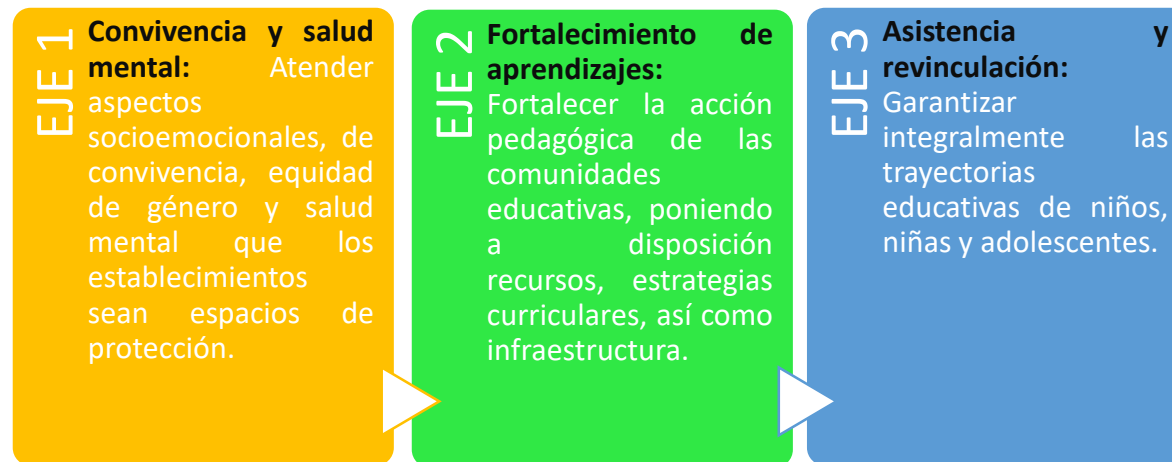 EJE 1
Convivencia y salud
mental: Atender
aspectos
socioemocionales, de
convivencia, equidad
de género y salud
mental que los
establecimientos
sean espacios de
protección.
EJE 2
Fortalecimiento de
aprendizajes:
Fortalecer la acción
pedagógica de las
comunidades
educativas, poniendo
a disposición
recursos, estrategias
curriculares, así como
infraestructura.
EJE 3
Asistencia y
revinculación:
Garantizar
integralmente las
trayectorias
educativas de niños,
niñas y adolescentes.